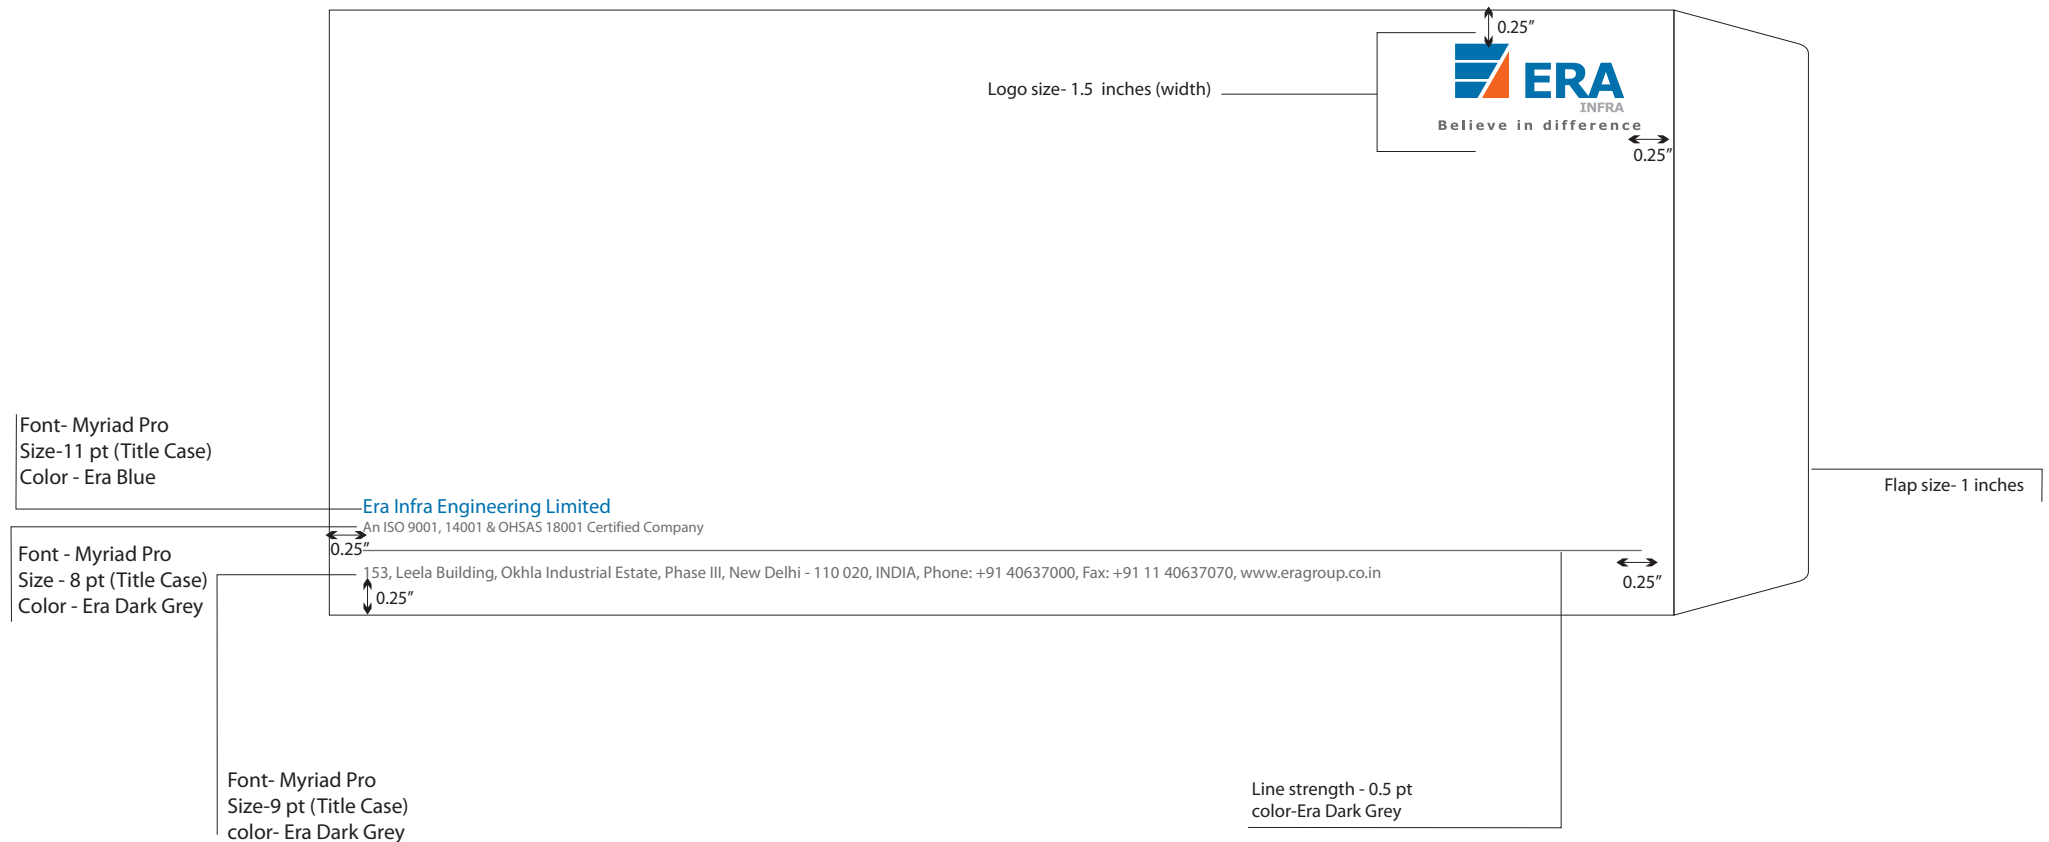 0.25"
Logo size- 1.5 inches (width)
ERA
INFRA
Believe in difference
0.25"
Font- Myriad Pro
Size-11 pt (Title Case)
Color - Era Blue
Flap size- 1 inches
Era Infra Engineering Limited
An ISO 9001, 14001 & OHSAS 18001 Certified Company
0.25"
Font - Myriad Pro
Size - 8 pt (Title Case)
Color - Era Dark Grey
153, Leela Building, Okhla Industrial Estate, Phase III, New Delhi - 110 020, INDIA, Phone: +91 40637000, Fax: +91 11 40637070, www.eragroup.co.in
0.25"
0.25"
Font- Myriad Pro
Size-9 pt (Title Case)
color- Era Dark Grey
Line strength - 0.5 pt
color-Era Dark Grey